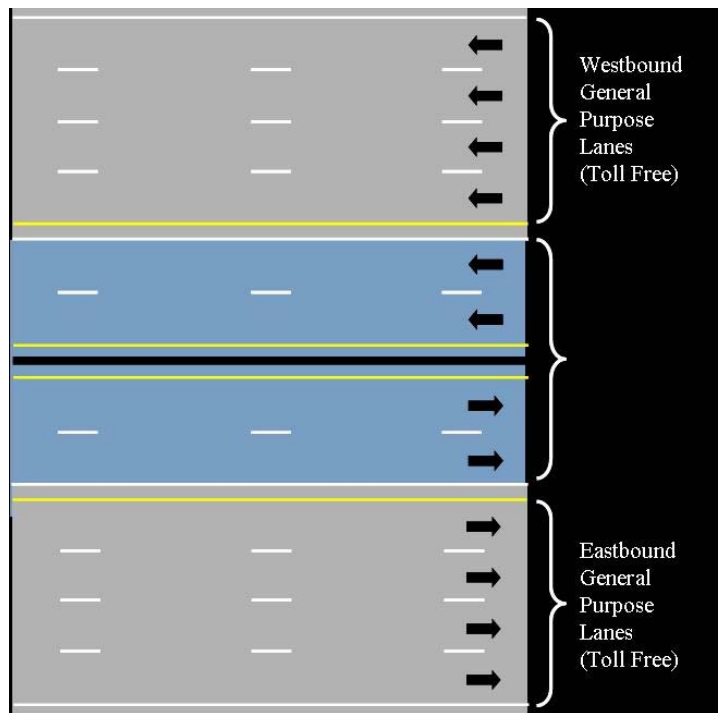 Westbound
General
Purpose
Lanes
(Toll Free)
Eastbound
General
Purpose
Lanes
(Toll Free)